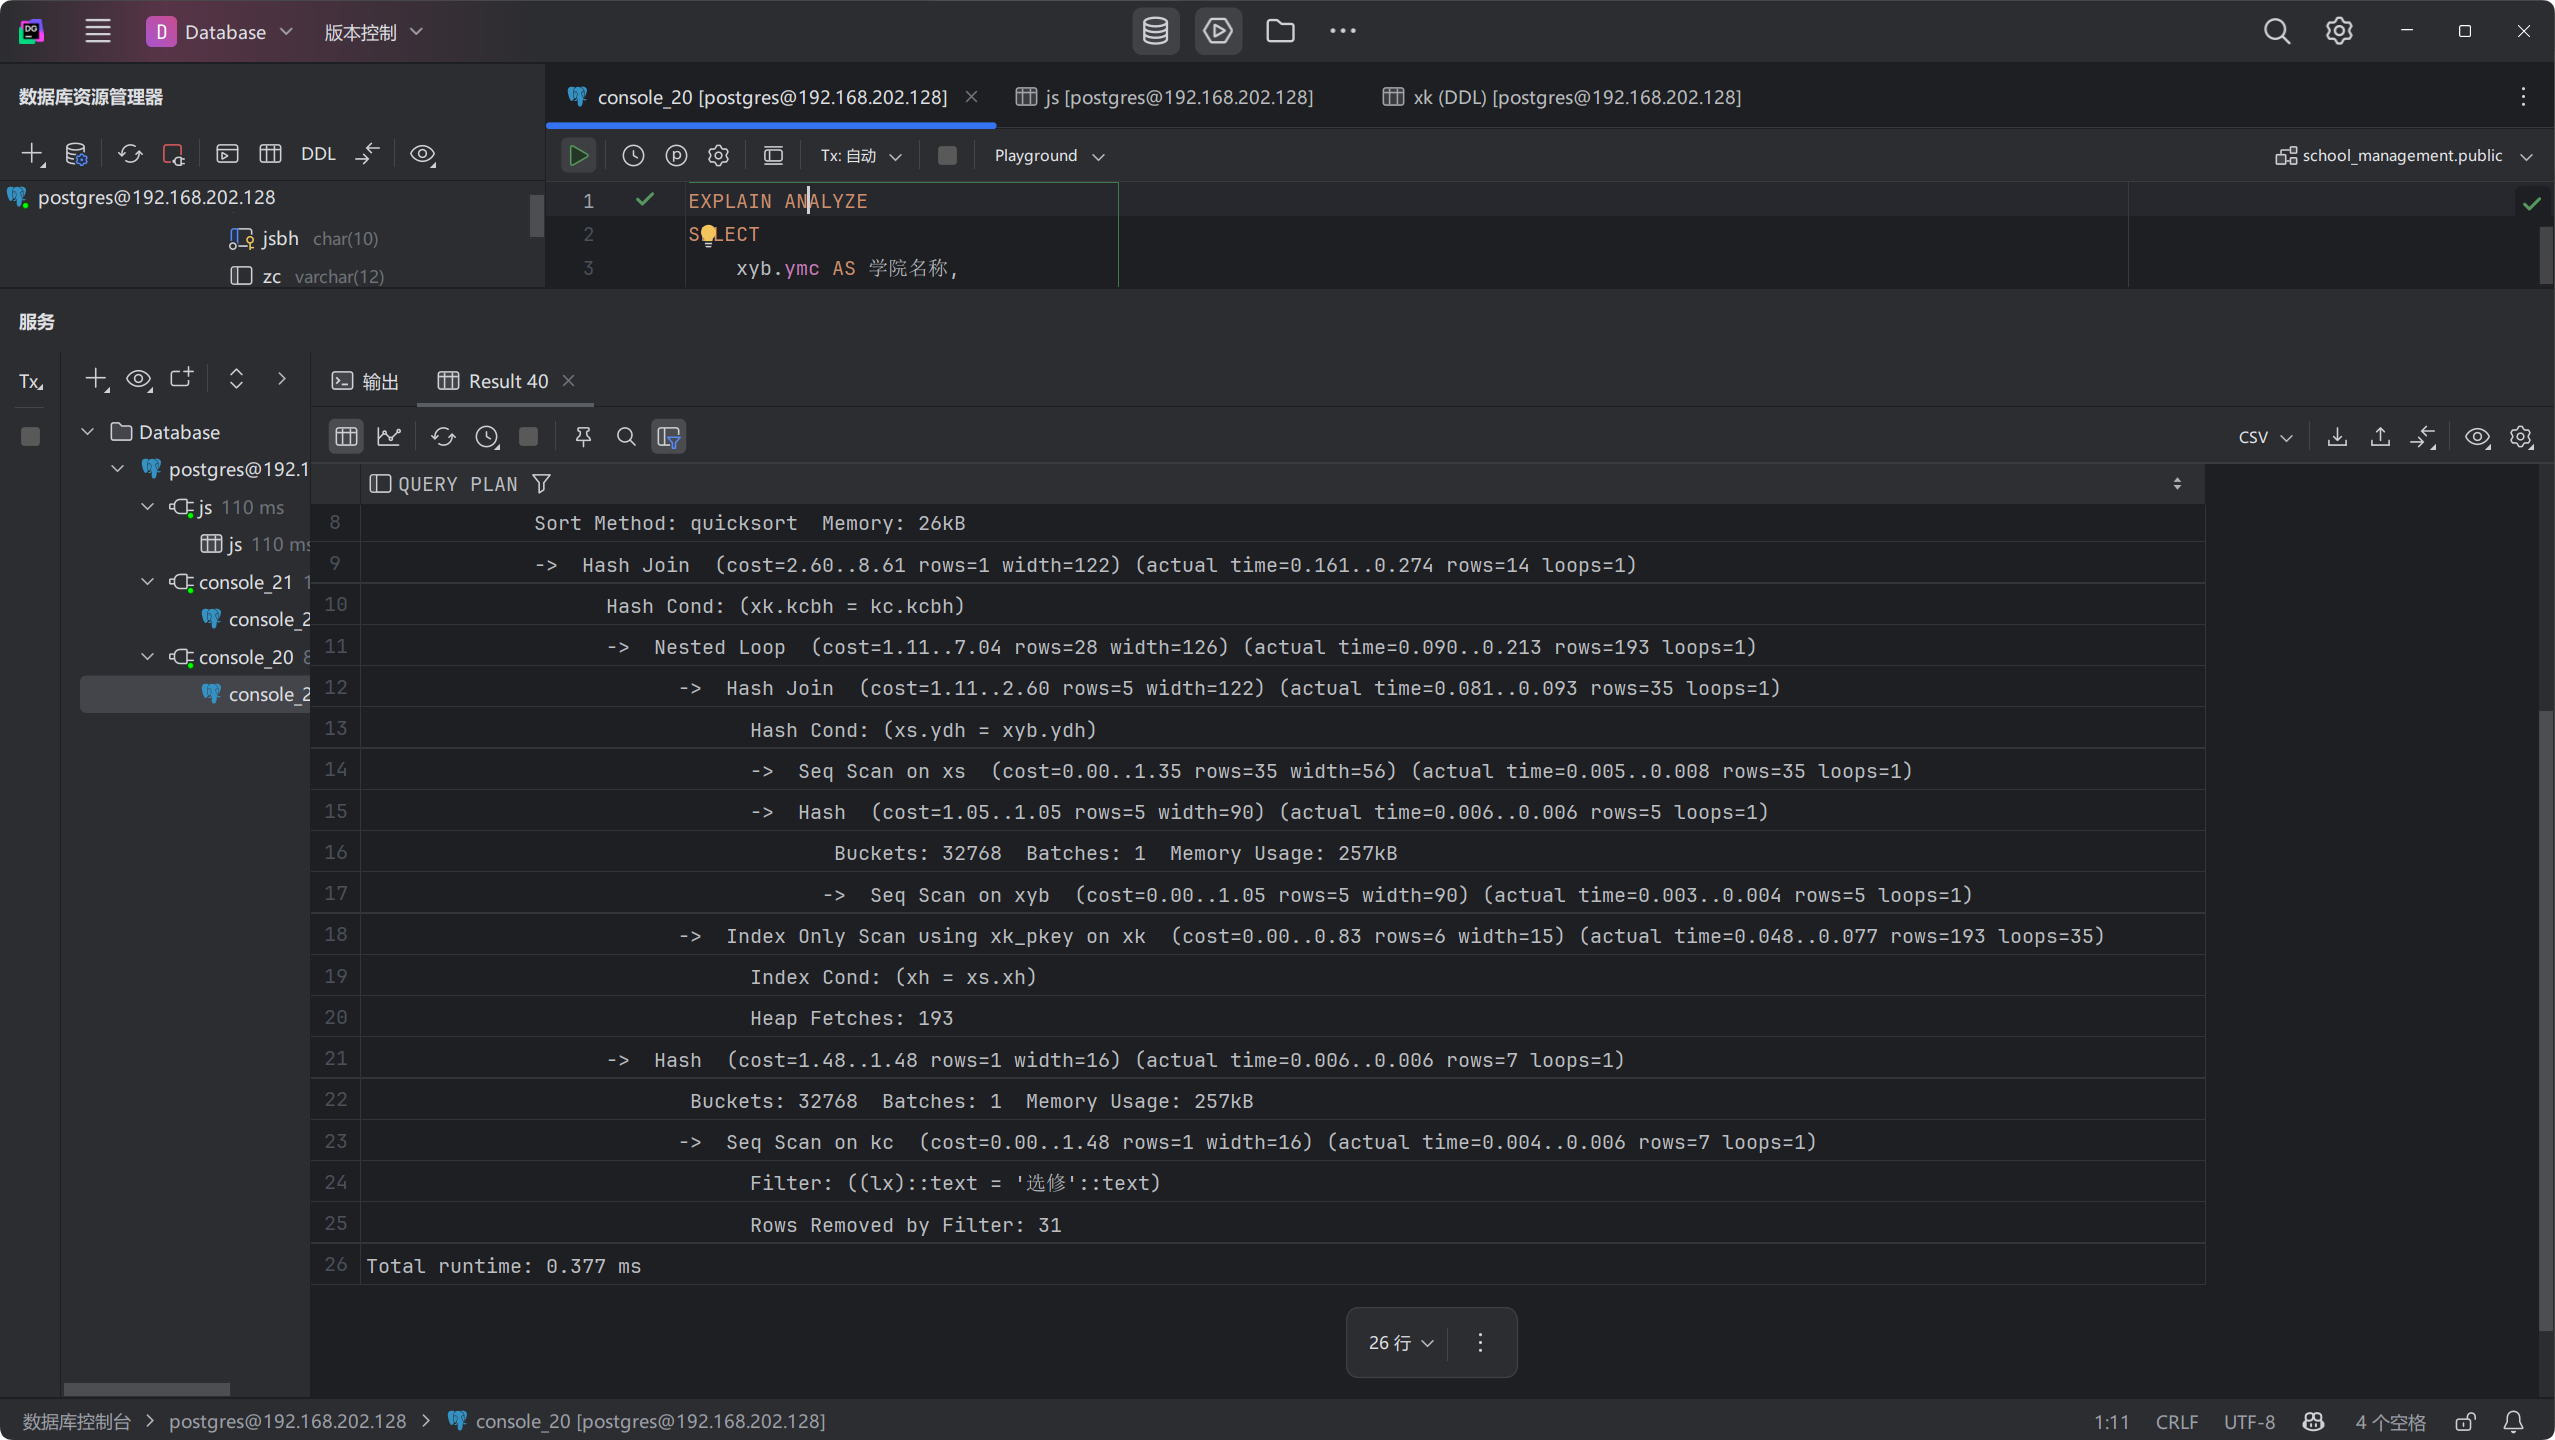 D Database 版本控制
数据库资源管理器
DDL
postgres@192.168.202.128
jsbh char(10)
zc varchar(12)
console_20 [postgres@192.168.202.128]
js [postgres@192.168.202.128]
xk (DDL) [postgres@192.168.202.128]
Tx: 自动
Playground
school_management.public
1 EXPLAIN ANALYZE
2 SELECT
3 xyb.ymc AS 学院名称,
服务
Tx
Database
postgres@192.1
js 110 ms
js 110 ms
console_21 1
console_2
console_20 8
console_2
输出
Result 40
CSV
QUERY PLAN
8 Sort Method: quicksort  Memory: 26kB
9 ->  Hash Join  (cost=2.60..8.61 rows=1 width=122) (actual time=0.161..0.274 rows=14 loops=1)
10 Hash Cond: (xk.kcbh = kc.kcbh)
11 ->  Nested Loop  (cost=1.11..7.04 rows=28 width=126) (actual time=0.090..0.213 rows=193 loops=1)
12 ->  Hash Join  (cost=1.11..2.60 rows=5 width=122) (actual time=0.081..0.093 rows=35 loops=1)
13 Hash Cond: (xs.ydh = xyb.ydh)
14 ->  Seq Scan on xs  (cost=0.00..1.35 rows=35 width=56) (actual time=0.005..0.008 rows=35 loops=1)
15 ->  Hash  (cost=1.05..1.05 rows=5 width=90) (actual time=0.006..0.006 rows=5 loops=1)
16 Buckets: 32768  Batches: 1  Memory Usage: 257kB
17 ->  Seq Scan on xyb  (cost=0.00..1.05 rows=5 width=90) (actual time=0.003..0.004 rows=5 loops=1)
18 ->  Index Only Scan using xk_pkey on xk  (cost=0.00..0.83 rows=6 width=15) (actual time=0.048..0.077 rows=193 loops=35)
19 Index Cond: (xh = xs.xh)
20 Heap Fetches: 193
21 ->  Hash  (cost=1.48..1.48 rows=1 width=16) (actual time=0.006..0.006 rows=7 loops=1)
22 Buckets: 32768  Batches: 1  Memory Usage: 257kB
23 ->  Seq Scan on kc  (cost=0.00..1.48 rows=1 width=16) (actual time=0.004..0.006 rows=7 loops=1)
24 Filter: ((lx)::text = '选修'::text)
25 Rows Removed by Filter: 31
26 Total runtime: 0.377 ms
26 行
数据库控制台 > postgres@192.168.202.128 > console_20 [postgres@192.168.202.128]
1:11 CRLF UTF-8 4 个空格